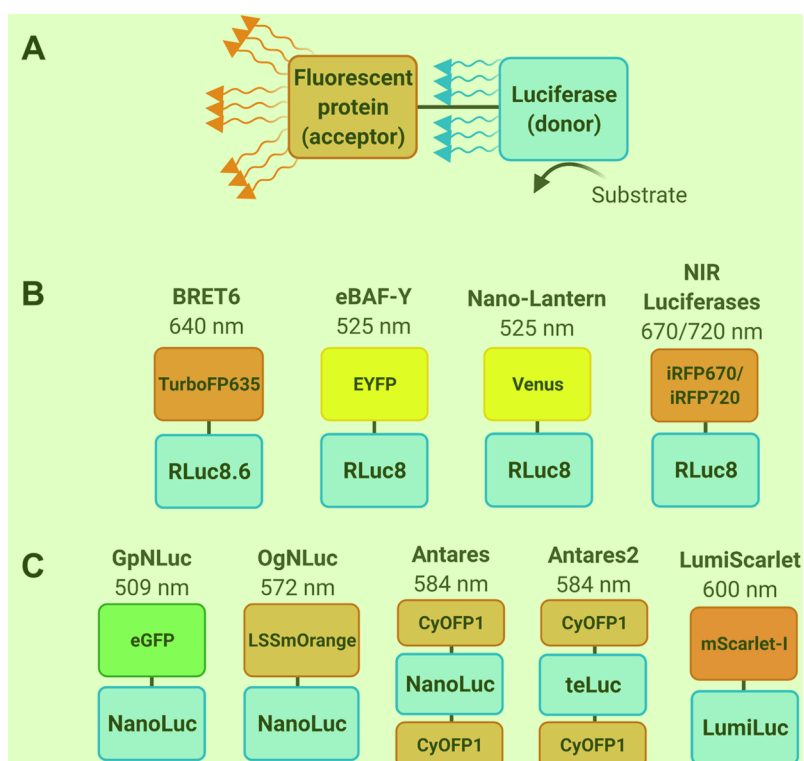 A
Fluorescent
protein
(acceptor)
Luciferase
(donor)
Substrate
B
BRET6
640 nm
TurboFP635
RLuc8.6
eBAF-Y
525 nm
EYFP
RLuc8
Nano-Lantern
525 nm
Venus
RLuc8
NIR
Luciferases
670/720 nm
iRFP670/
iRFP720
RLuc8
C
GpNLuc
509 nm
eGFP
NanoLuc
OgNLuc
572 nm
LSSmOrange
NanoLuc
Antares
584 nm
CyOFP1
NanoLuc
CyOFP1
Antares2
584 nm
CyOFP1
teLuc
CyOFP1
LumiScarlet
600 nm
mScarlet-I
LumiLuc